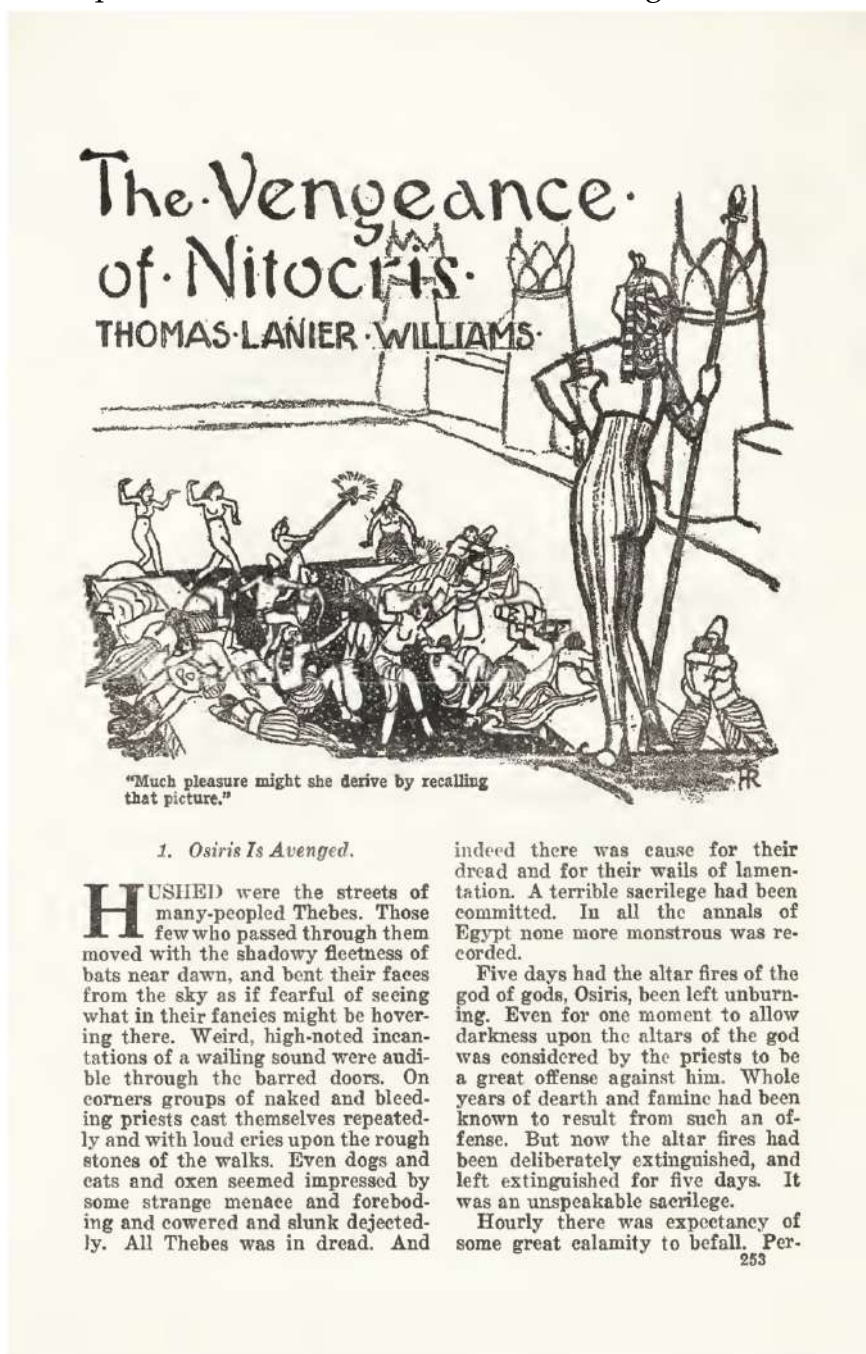 The·Vengeance·
of·Nitocris·
THOMAS·LANIER·WILLIAMS·
"Much pleasure might she derive by recalling
that picture."
1. Osiris Is Avenged.
HUSHED were the streets of
many-peopled Thebes. Those
few who passed through them
moved with the shadowy fleetness of
bats near dawn, and bent their faces
from the sky as if fearful of seeing
what in their fancies might be hover-
ing there. Weird, high-noted incan-
tations of a wailing sound were audi-
ble through the barred doors. On
corners groups of naked and bleed-
ing priests cast themselves repeated-
ly and with loud cries upon the rough
stones of the walks. Even dogs and
cats and oxen seemed impressed by
some strange menace and forebod-
ing and cowered and slunk dejected-
ly. All Thebes was in dread. And
indeed there was cause for their
dread and for their wails of lamen-
tation. A terrible sacrilege had been
committed. In all the annals of
Egypt none more monstrous was re-
corded.
Five days had the altar fires of the
god of gods, Osiris, been left unburn-
ing. Even for one moment to allow
darkness upon the altars of the god
was considered by the priests to be
a great offense against him. Whole
years of dearth and famine had been
known to result from such an of-
fense. But now the altar fires had
been deliberately extinguished, and
left extinguished for five days. It
was an unspeakable sacrilege.
Hourly there was expectancy of
some great calamity to befall. Per-
253